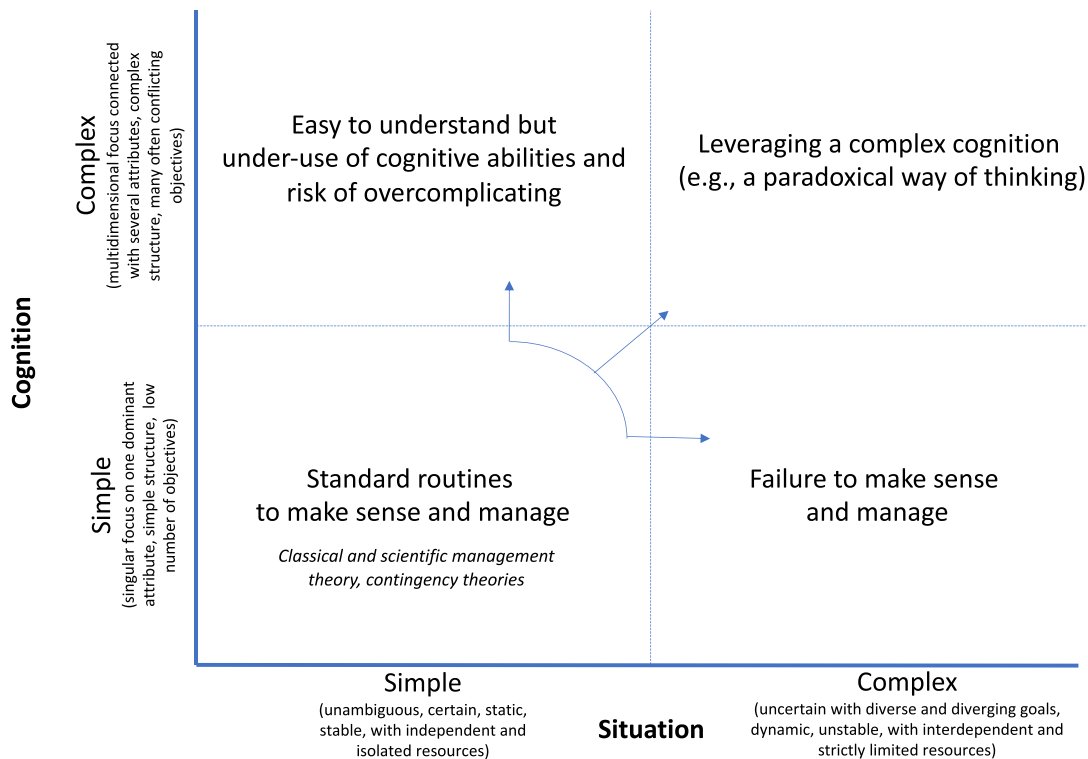 Cognition
Complex
(multidimensional focus connected
with several attributes, complex
structure, many often conflicting
objectives)
Easy to understand but
under-use of cognitive abilities and
risk of overcomplicating
Leveraging a complex cognition
(e.g., a paradoxical way of thinking)
Simple
(singular focus on one dominant
attribute, simple structure, low
number of objectives)
Standard routines
to make sense and manage
Classical and scientific management
theory, contingency theories
Failure to make sense
and manage
Simple
(unambiguous, certain, static,
stable, with independent and
isolated resources)
Situation
Complex
(uncertain with diverse and diverging goals,
dynamic, unstable, with interdependent and
strictly limited resources)